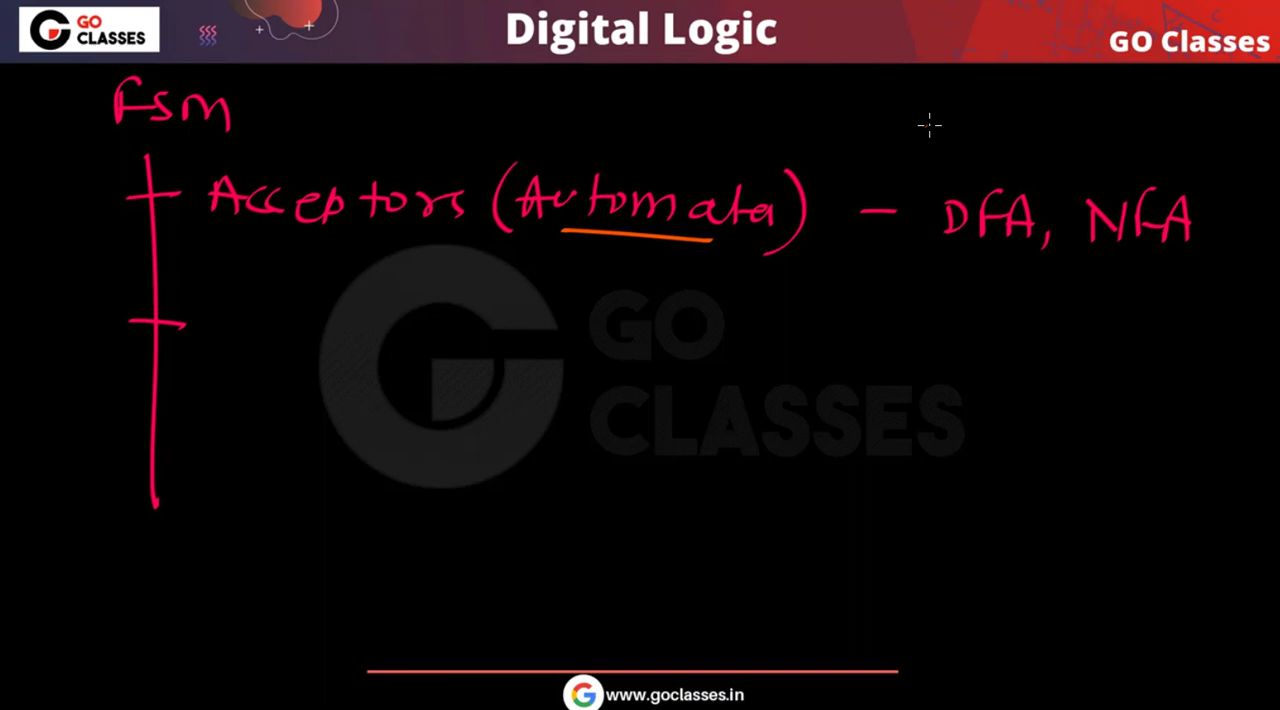 GO CLASSES
Digital Logic
GO Classes
FSM
Acceptors (Automata) - DFA, NFA
GO
CLASSES
www.goclasses.in